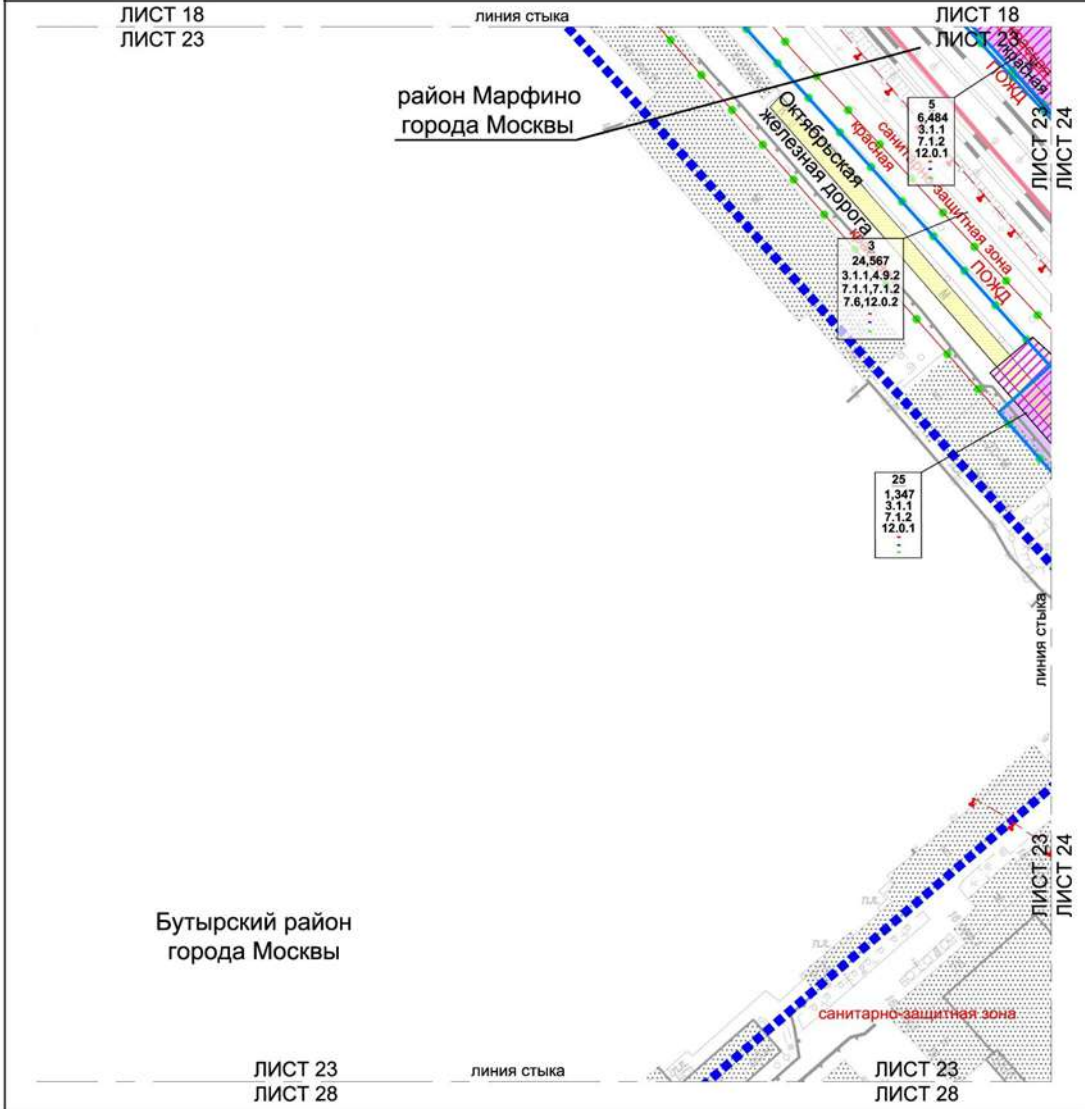 ЛИСТ 18
линия стыка
ЛИСТ 18
ЛИСТ 23
ЛИСТ 23
красная
ПОЖД
район Марфино
города Москвы
5
6,484
3.1.1
7.1.2
12.0.1
-
-
ЛИСТ 23
ЛИСТ 24
Октябрьская
железная дорога
красная
санитарно-защитная зона
ПОЖД
3
24,567
3.1.1,4.9.2
7.1.1,7.1.2
7.6,12.0.2
-
-
-
25
1,347
3.1.1
7.1.2
12.0.1
-
-
-
линия стыка
ЛИСТ 23
ЛИСТ 24
Бутырский район
города Москвы
санитарно-защитная зона
ЛИСТ 23
линия стыка
ЛИСТ 23
ЛИСТ 28
ЛИСТ 28